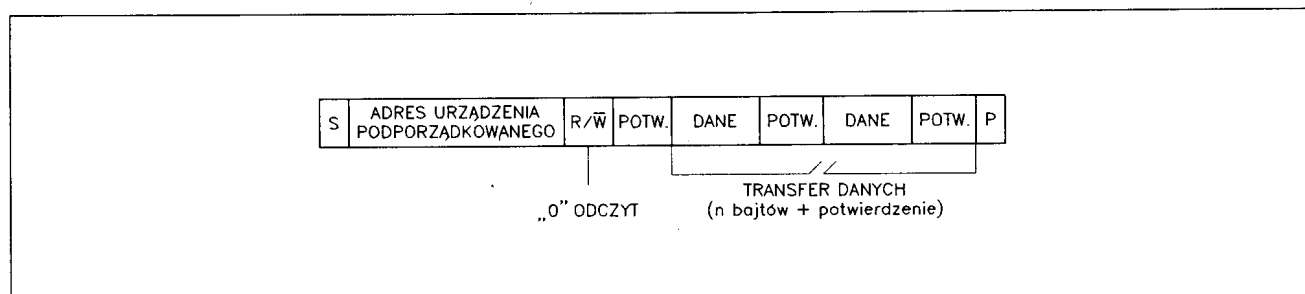 S ADRES URZĄDZENIA PODPORZĄDKOWANEGO R/W̅ POTW. DANE POTW. DANE POTW. P
„0” ODCZYT
TRANSFER DANYCH
(n bajtów + potwierdzenie)